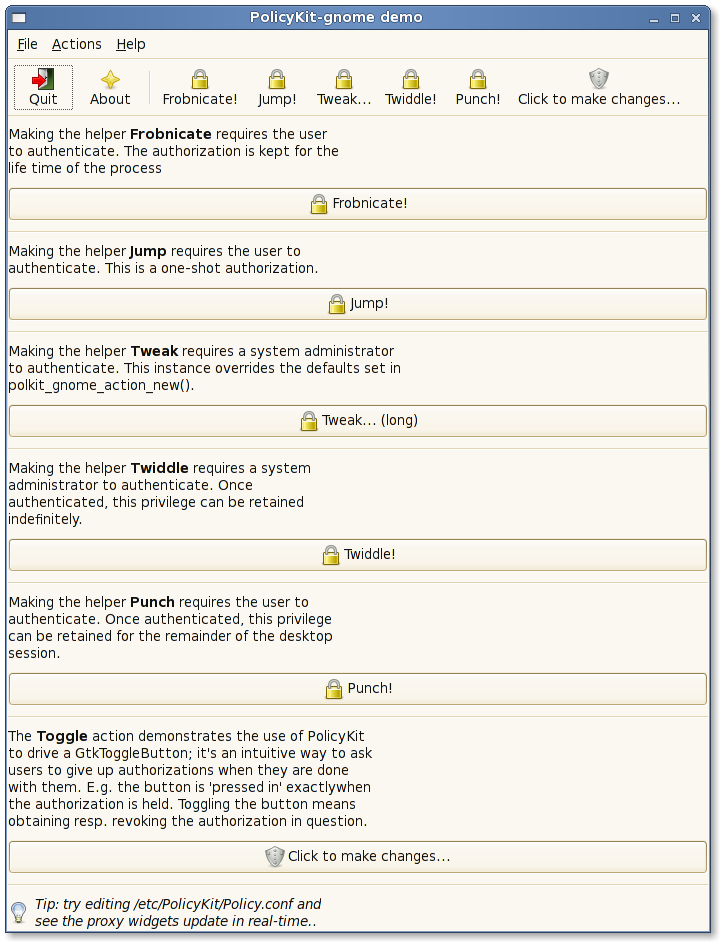 PolicyKit-gnome demo
File Actions Help
Quit About Frobnicate! Jump! Tweak... Twiddle! Punch! Click to make changes...
Making the helper Frobnicate requires the user
to authenticate. The authorization is kept for the
life time of the process
Frobnicate!
Making the helper Jump requires the user to
authenticate. This is a one-shot authorization.
Jump!
Making the helper Tweak requires a system administrator
to authenticate. This instance overrides the defaults set in
polkit_gnome_action_new().
Tweak... (long)
Making the helper Twiddle requires a system
administrator to authenticate. Once
authenticated, this privilege can be retained
indefinitely.
Twiddle!
Making the helper Punch requires the user to
authenticate. Once authenticated, this privilege
can be retained for the remainder of the desktop
session.
Punch!
The Toggle action demonstrates the use of PolicyKit
to drive a GtkToggleButton; it's an intuitive way to ask
users to give up authorizations when they are done
with them. E.g. the button is 'pressed in' exactlywhen
the authorization is held. Toggling the button means
obtaining resp. revoking the authorization in question.
Click to make changes...
Tip: try editing /etc/PolicyKit/Policy.conf and
see the proxy widgets update in real-time..